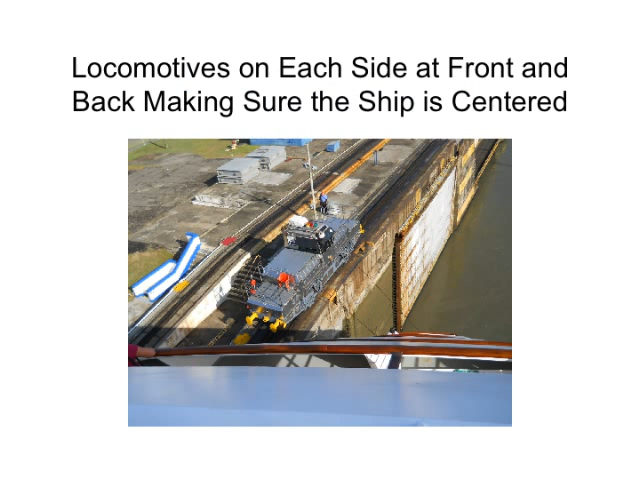 Locomotives on Each Side at Front and
Back Making Sure the Ship is Centered